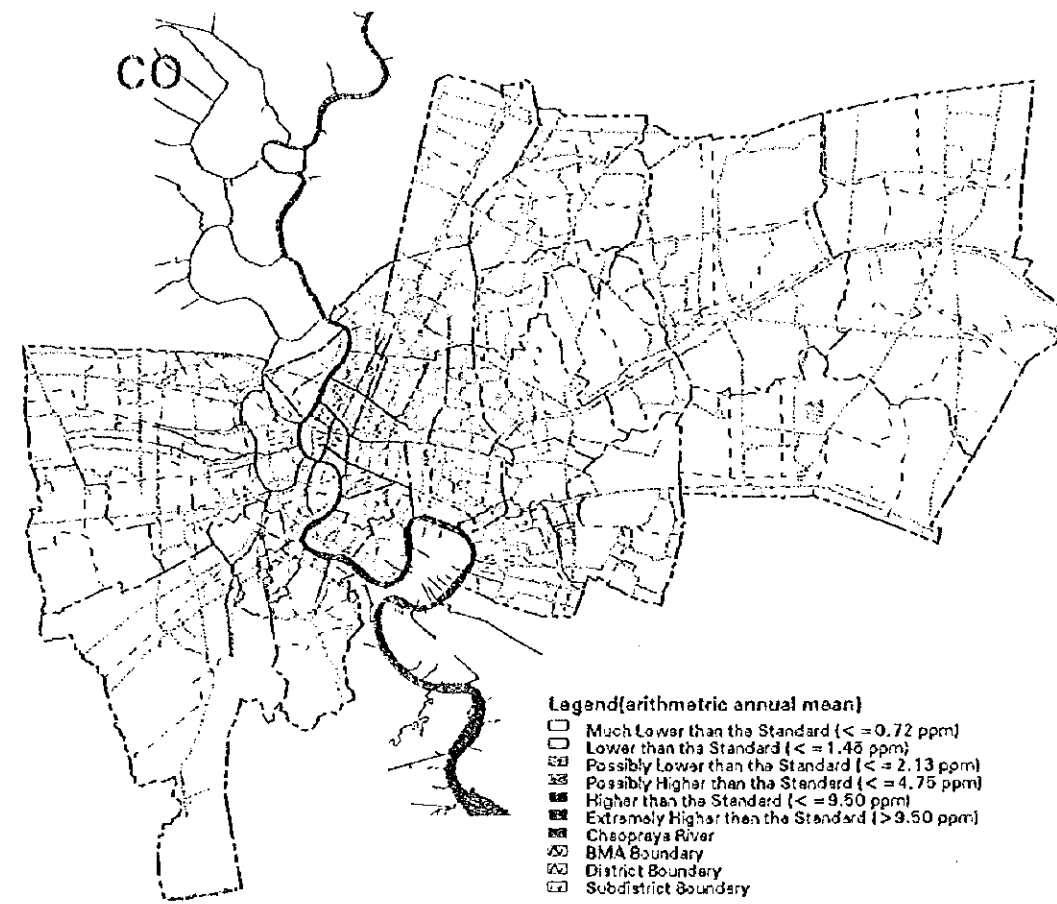 CO
Legend(arithmetric annual mean)
Much Lower than the Standard (< = 0.72 ppm)
Lower than the Standard (< = 1.45 ppm)
Possibly Lower than the Standard (< = 2.13 ppm)
Possibly Higher than the Standard (< = 4.75 ppm)
Higher than the Standard (< = 9.50 ppm)
Extremely Higher than the Standard (> 9.50 ppm)
Chaopraya River
BMA Boundary
District Boundary
Subdistrict Boundary